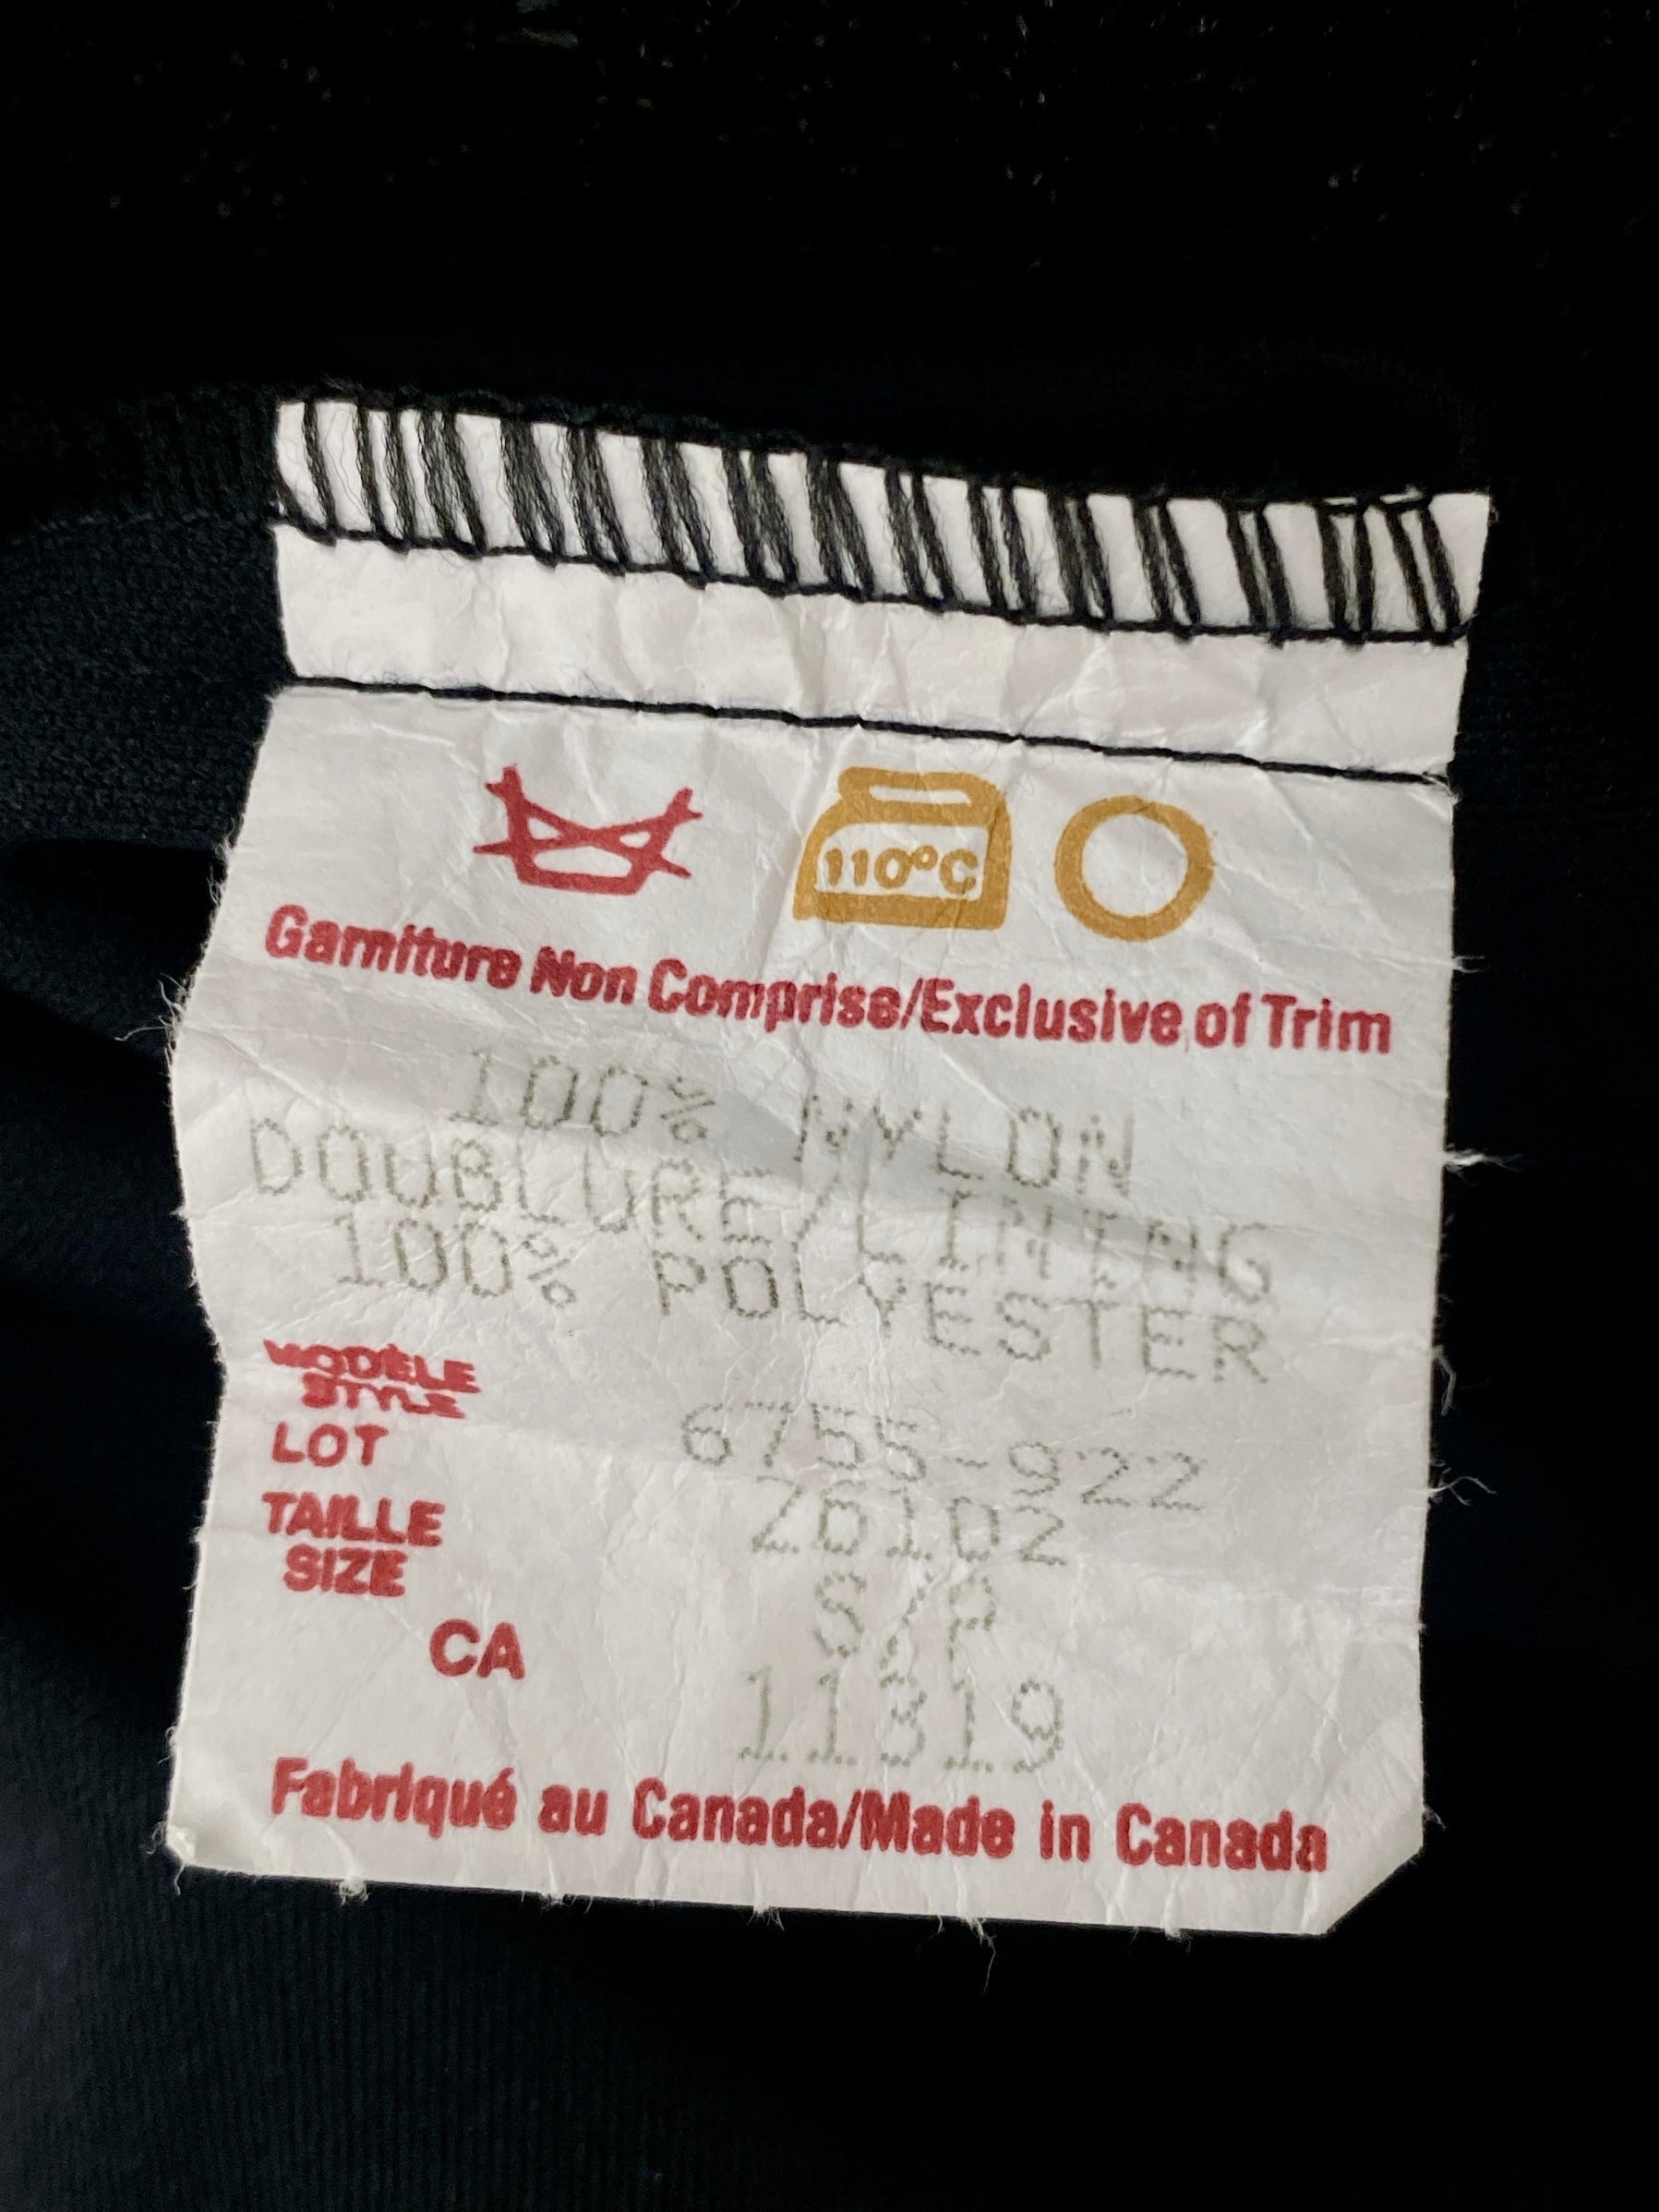 110°C
Garniture Non Comprise/Exclusive of Trim
100% NYLON
DOUBLURE/LINING
100% POLYESTER
MODÈLE
STYLE
6755-922
LOT
26102
TAILLE
SIZE
S/P
CA
11319
Fabriqué au Canada/Made in Canada